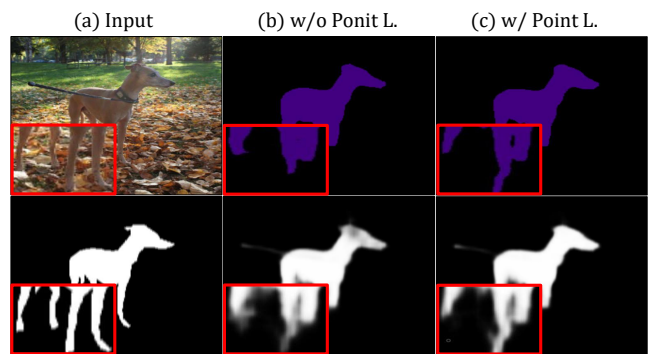 (a) Input
(b) w/o Ponit L.
(c) w/ Point L.